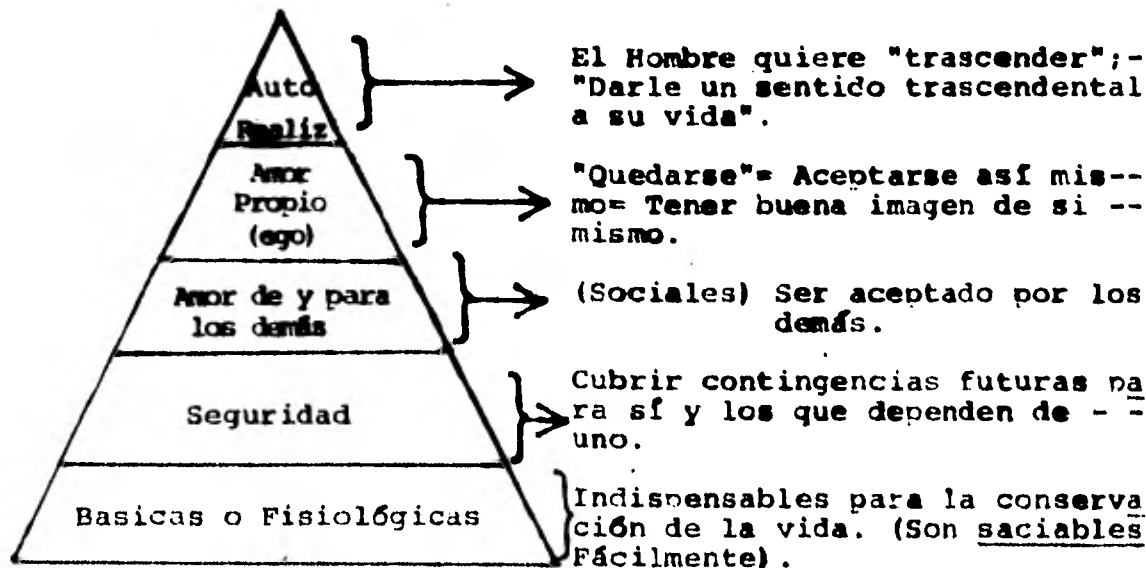 Auto
Realiz
El Hombre quiere "trascender";-
"Darle un sentido trascendental
a su vida".
Amor
Propio
(ego)
"Quedarse"= Aceptarse así mis--
mo= Tener buena imagen de si --
mismo.
Amor de y para
los demás
(Sociales) Ser aceptado por los
demás.
Seguridad
Cubrir contingencias futuras pa
ra sí y los que dependen de - -
uno.
Basicas o Fisiológicas
Indispensables para la conserva
ción de la vida. (Son saciables
Fácilmente).